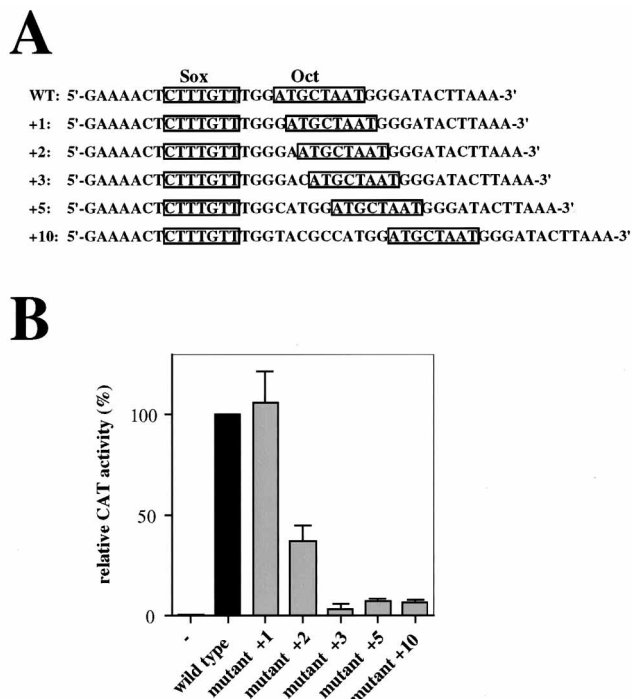 A
Sox Oct
WT: 5'-GAAAACTCTTTGTTTGGATGCTAATGGGATACTTAAA-3'
+1: 5'-GAAAACTCTTTGTTTGGGATGCTAATGGGATACTTAAA-3'
+2: 5'-GAAAACTCTTTGTTTGGGAATGCTAATGGGATACTTAAA-3'
+3: 5'-GAAAACTCTTTGTTTGGGACATGCTAATGGGATACTTAAA-3'
+5: 5'-GAAAACTCTTTGTTTGGCATGGATGCTAATGGGATACTTAAA-3'
+10: 5'-GAAAACTCTTTGTTTGGTACGCCATGGATGCTAATGGGATACTTAAA-3'
B
relative CAT activity (%)
100
50
0
-
wild type
mutant +1
mutant +2
mutant +3
mutant +5
mutant +10